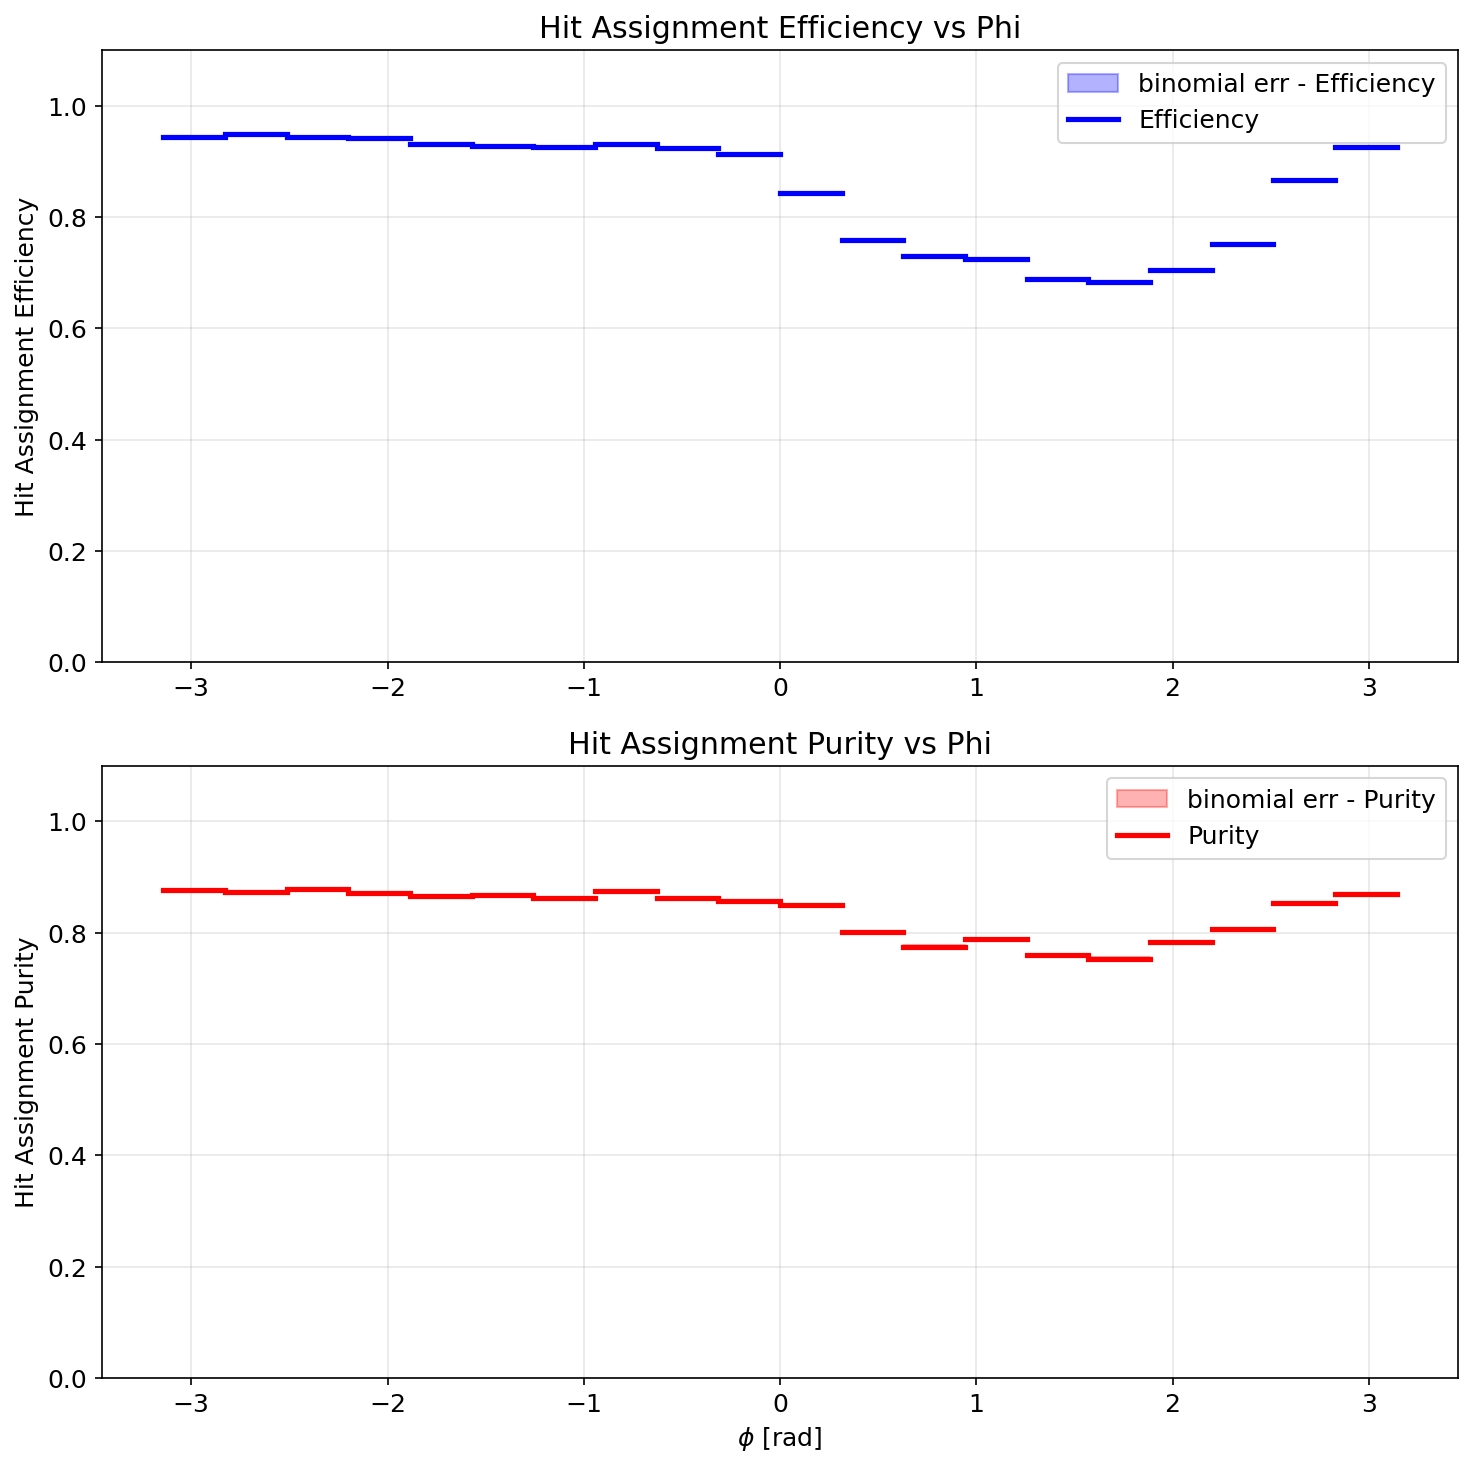 Hit Assignment Efficiency vs Phi
binomial err - Efficiency
Efficiency
Hit Assignment Efficiency
1.0
0.8
0.6
0.4
0.2
0.0
−3 −2 −1 0 1 2 3
Hit Assignment Purity vs Phi
binomial err - Purity
Purity
Hit Assignment Purity
1.0
0.8
0.6
0.4
0.2
0.0
−3 −2 −1 0 1 2 3
ϕ [rad]